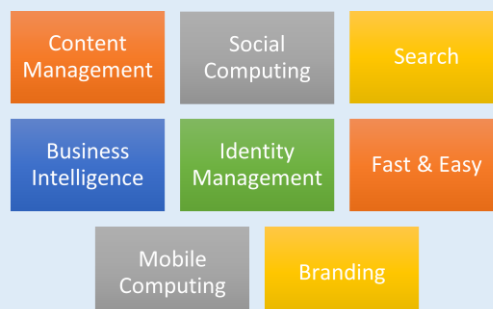 Content
Management
Social
Computing
Search
Business
Intelligence
Identity
Management
Fast & Easy
Mobile
Computing
Branding